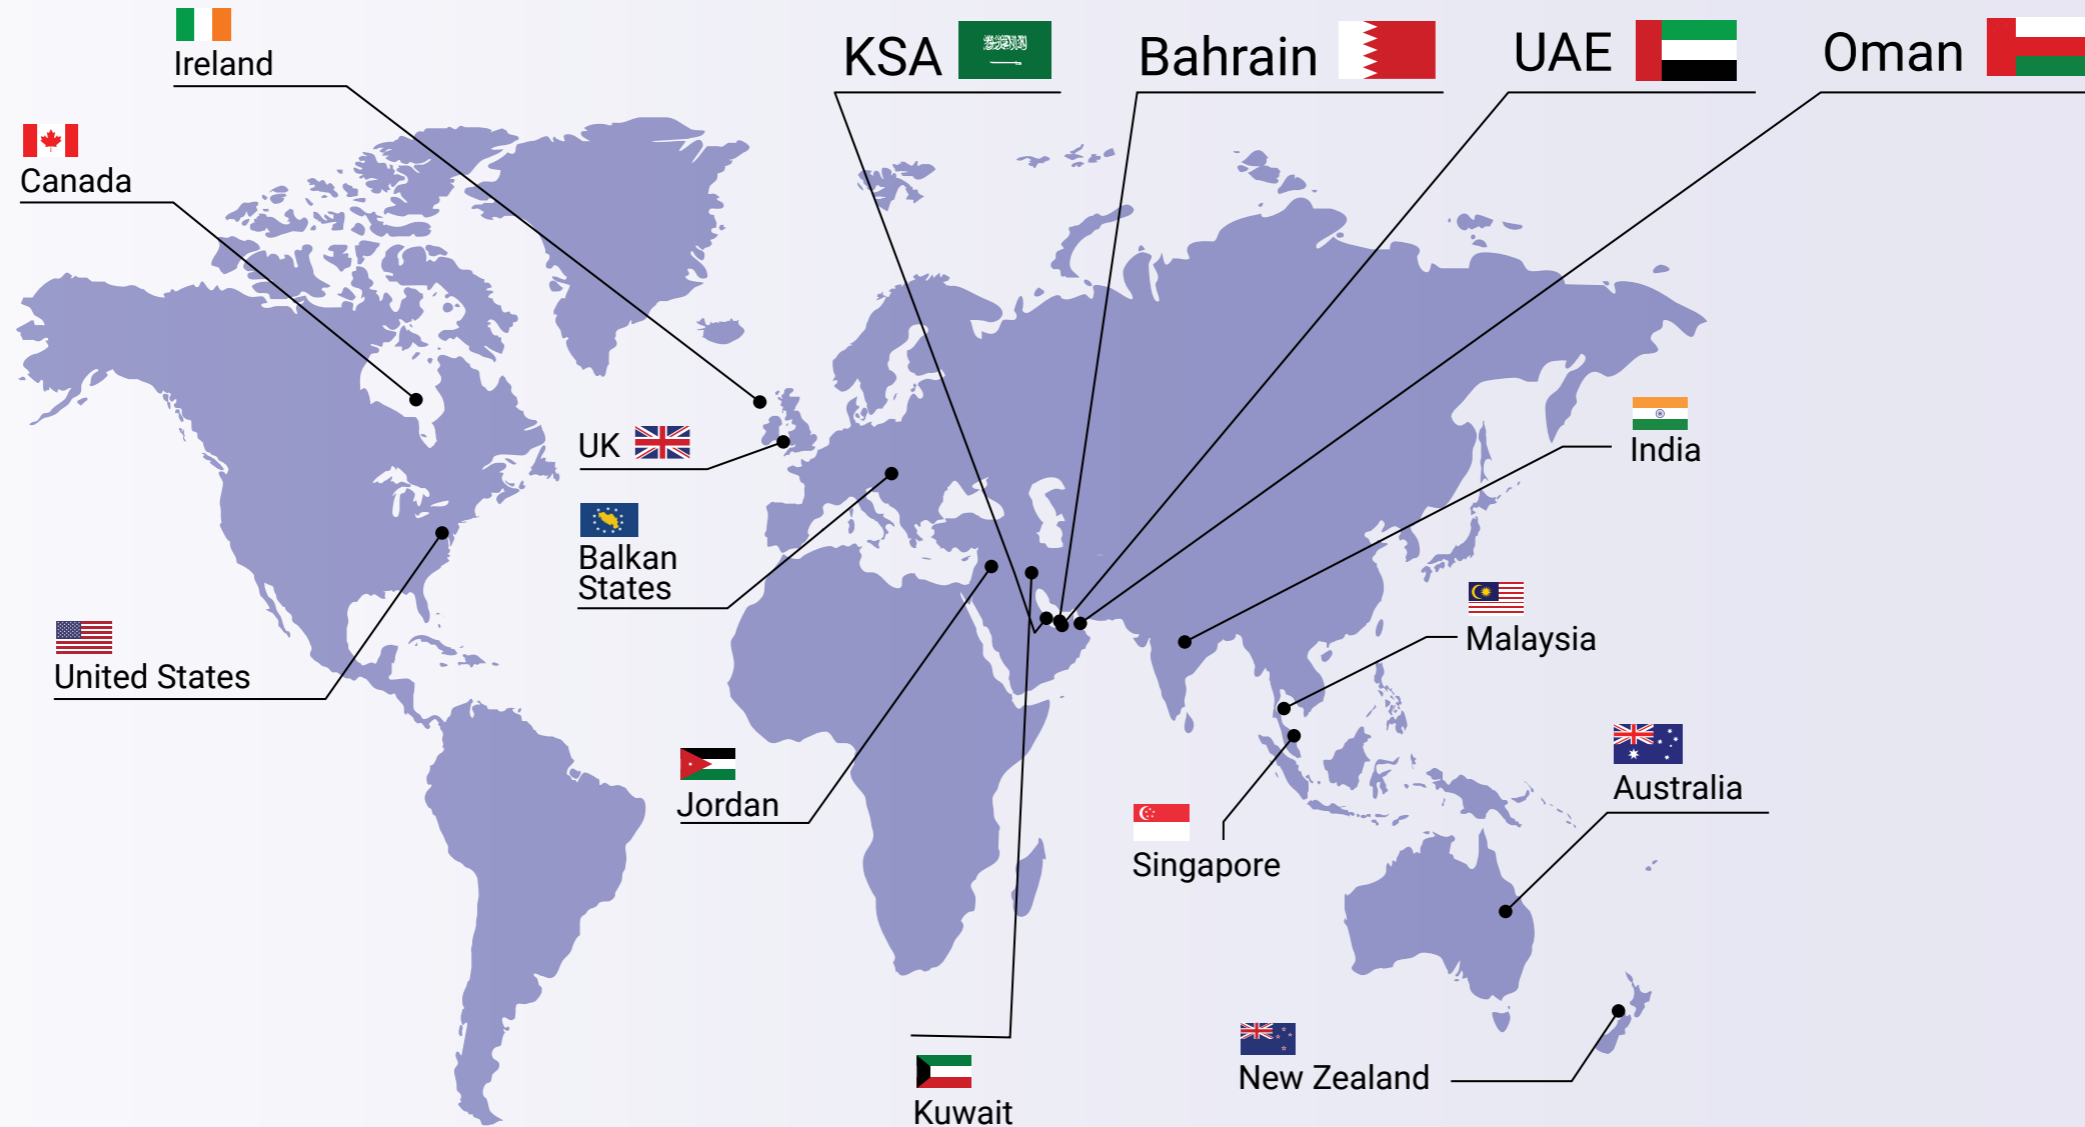 Ireland
KSA
Bahrain
UAE
Oman
Canada
UK
India
Balkan
States
Malaysia
United States
Jordan
Australia
Singapore
New Zealand
Kuwait